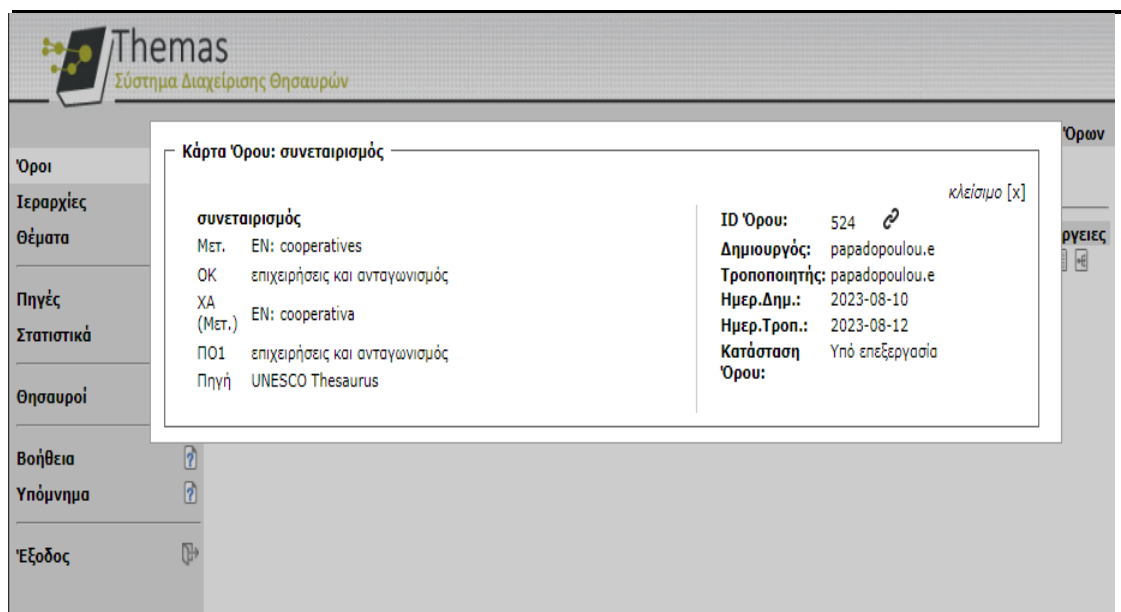 Themas
Σύστημα Διαχείρισης Θησαυρών
Όρων
Όροι
Ιεραρχίες
Θέματα
Πηγές
Στατιστικά
Θησαυροί
Βοήθεια
Υπόμνημα
Έξοδος
Κάρτα Όρου: συνεταιρισμός
κλείσιμο [x]
συνεταιρισμός
Μετ. EN: cooperatives
ΟΚ επιχειρήσεις και ανταγωνισμός
ΧΑ (Μετ.) EN: cooperativa
ΠΟ1 επιχειρήσεις και ανταγωνισμός
Πηγή UNESCO Thesaurus
ID Όρου: 524
Δημιουργός: papadopoulou.e
Τροποποιητής: papadopoulou.e
Ημερ.Δημ.: 2023-08-10
Ημερ.Τροπ.: 2023-08-12
Κατάσταση Υπό επεξεργασία
Όρου:
ργειες